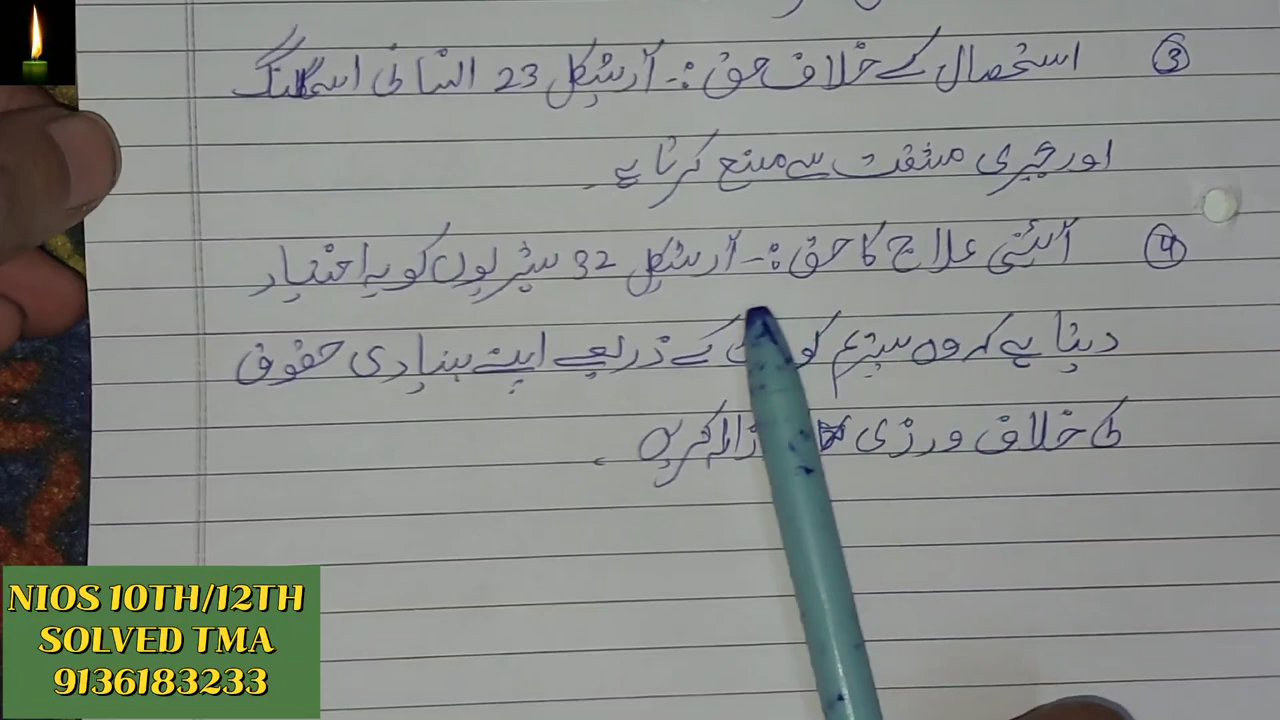 ③ استحصال کے خلاف حق :- آرٹیکل 23 انسانی اسمگلنگ
اور جبری مشقت سے منع کرتا ہے۔
④ آئینی علاج کا حق :- آرٹیکل 32 شہریوں کو یہ اختیار
دیتا ہے کہ وہ سپریم کورٹ کے ذریعے اپنے بنیادی حقوق
کی خلاف ورزی ازالہ کریں
NIOS 10TH/12TH
SOLVED TMA
9136183233